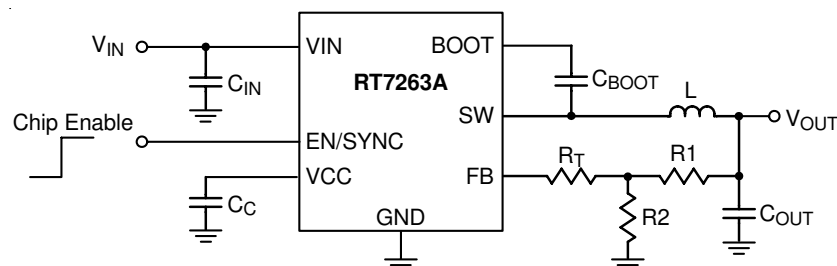 V_IN
VIN
BOOT
C_IN
RT7263A
C_BOOT
Chip Enable
SW
L
V_OUT
EN/SYNC
VCC
FB
R_T
R1
C_C
GND
R2
C_OUT